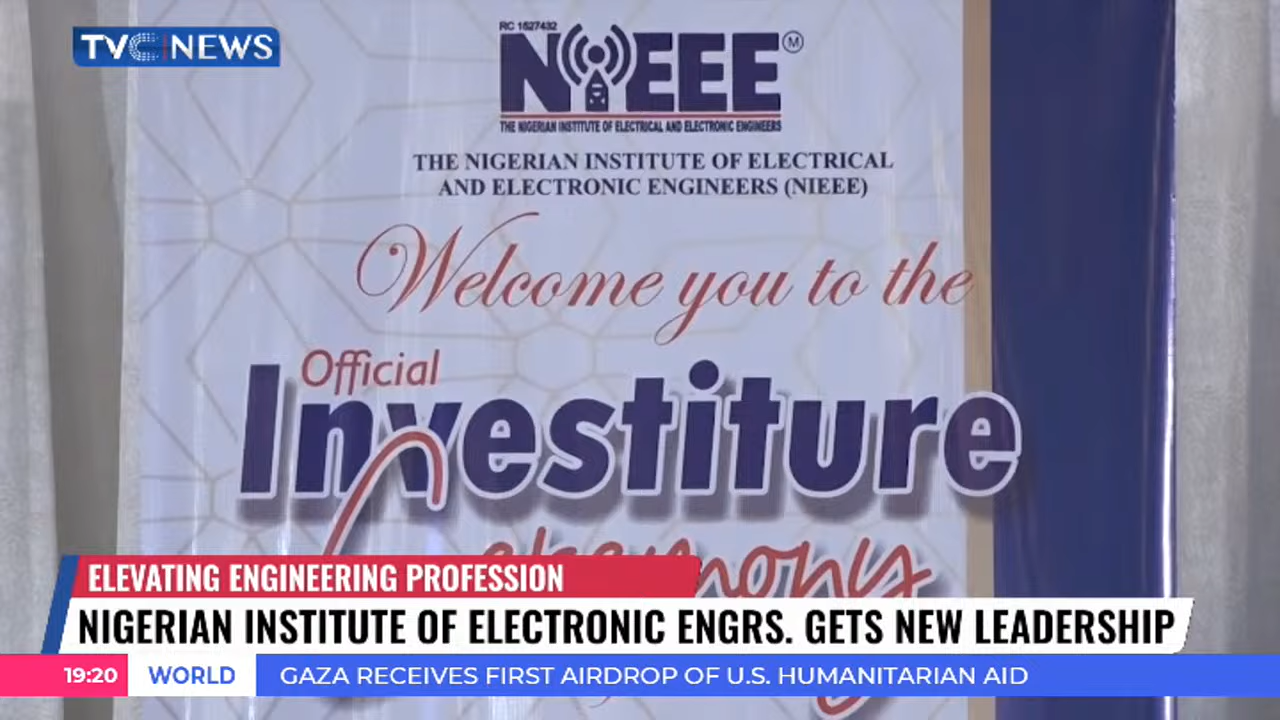 TVC NEWS
RC 1527432
NIEEE M
THE NIGERIAN INSTITUTE OF ELECTRICAL AND ELECTRONIC ENGINEERS
THE NIGERIAN INSTITUTE OF ELECTRICAL
AND ELECTRONIC ENGINEERS (NIEEE)
Welcome you to the
Official
Investiture
Ceremony
ELEVATING ENGINEERING PROFESSION
NIGERIAN INSTITUTE OF ELECTRONIC ENGRS. GETS NEW LEADERSHIP
19:20 WORLD GAZA RECEIVES FIRST AIRDROP OF U.S. HUMANITARIAN AID